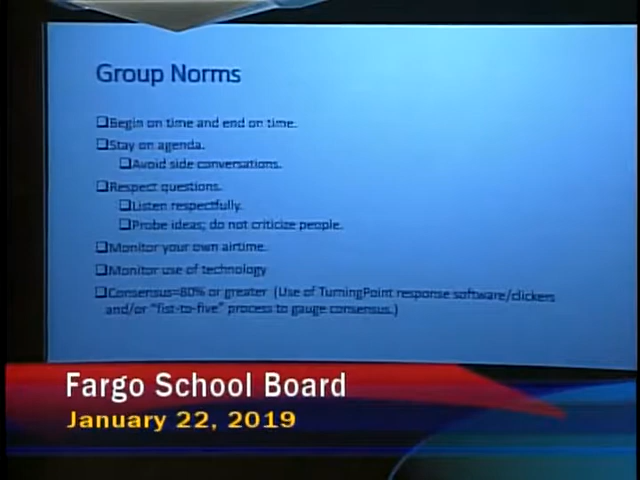 Group Norms
❑Begin on time and end on time.
❑Stay on agenda.
❑Avoid side conversations.
❑Respect questions.
❑Listen respectfully.
❑Probe ideas; do not criticize people.
❑Monitor your own airtime.
❑Monitor use of technology
❑Consensus=80% or greater (Use of TurningPoint response software/clickers
and/or "fist-to-five" process to gauge consensus.)
Fargo School Board
January 22, 2019